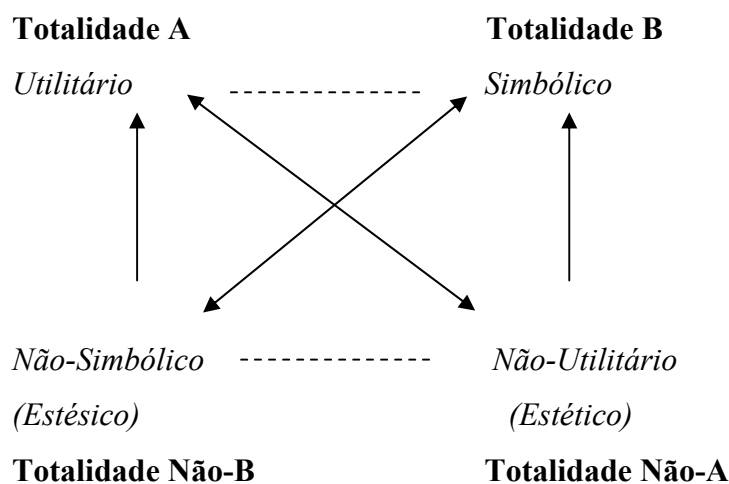 Totalidade A Totalidade B
Utilitário Simbólico
Não-Simbólico Não-Utilitário
(Estésico) (Estético)
Totalidade Não-B Totalidade Não-A